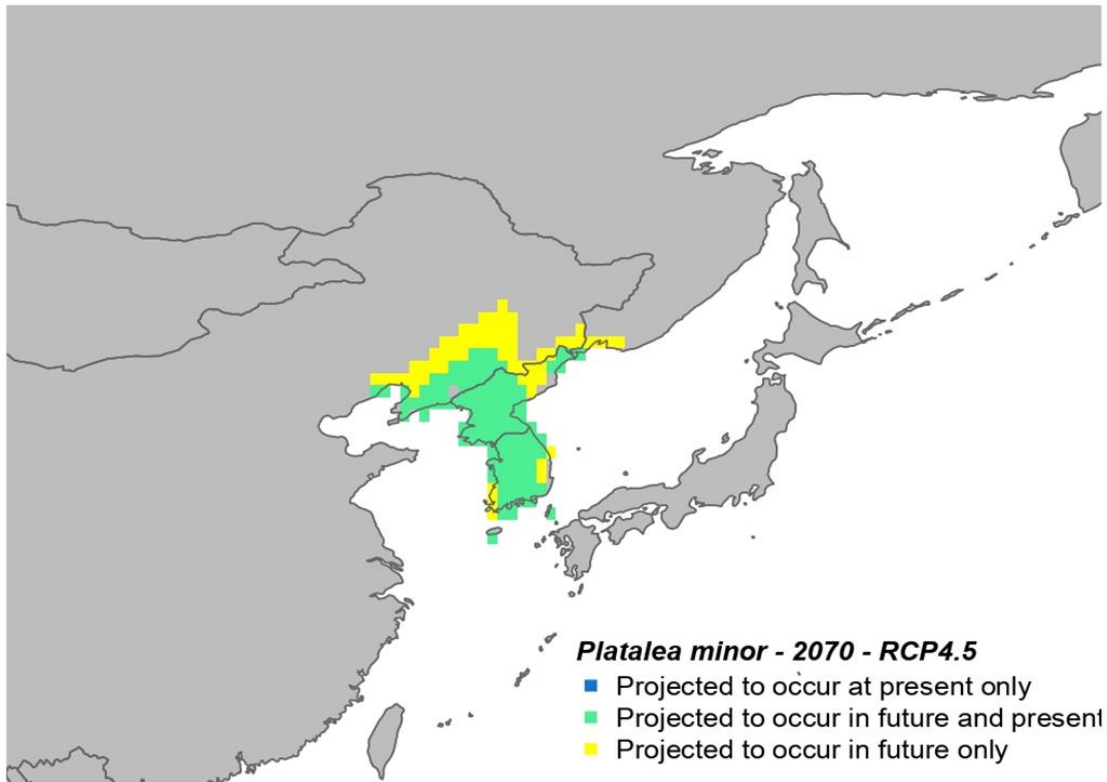 Platalea minor - 2070 - RCP4.5
Projected to occur at present only
Projected to occur in future and present
Projected to occur in future only